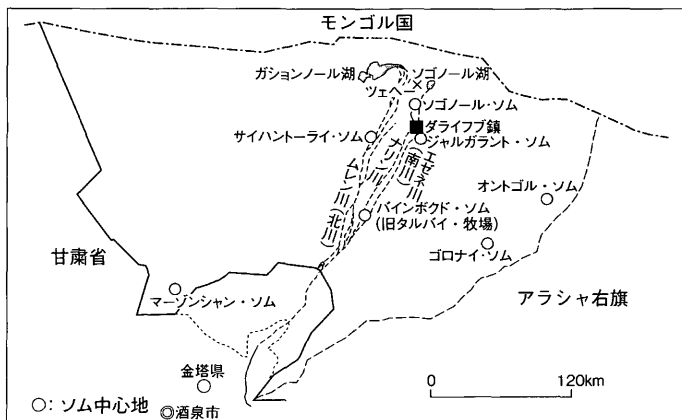 モンゴル国
ガションノール湖
ソゴノール湖
ツェヘー
ソゴノール・ソム
ダライフブ鎮
サイハントーライ・ソム
ジャルガラント・ソム
エゼネ川
(南川)
ナリン川
ムレン川(北川)
オントゴル・ソム
バインボクド・ソム
(旧タルバイ・牧場)
甘粛省
ゴロナイ・ソム
マーゾンシャン・ソム
アラシャ右旗
金塔県
0 120km
○: ソム中心地
◎酒泉市